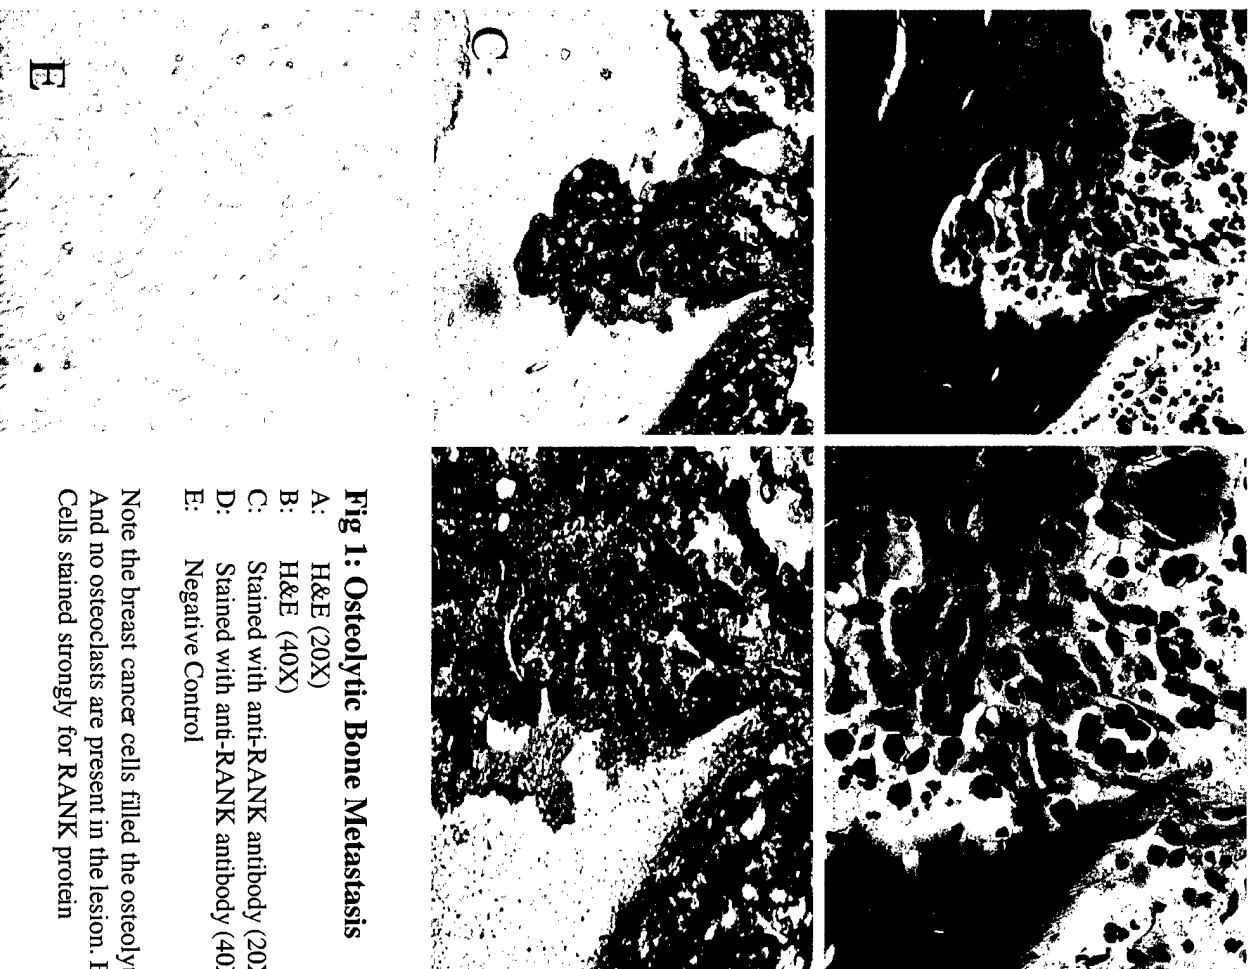 C
E
Fig 1: Osteolytic Bone Metastasis
A: H&E (20X)
B: H&E (40X)
C: Stained with anti-RANK antibody
D: Stained with anti-RANK antibody
E: Negative Control
Note the breast cancer cells filled the
And no osteoclasts are present in the lesion.
Cells stained strongly for RANK protein